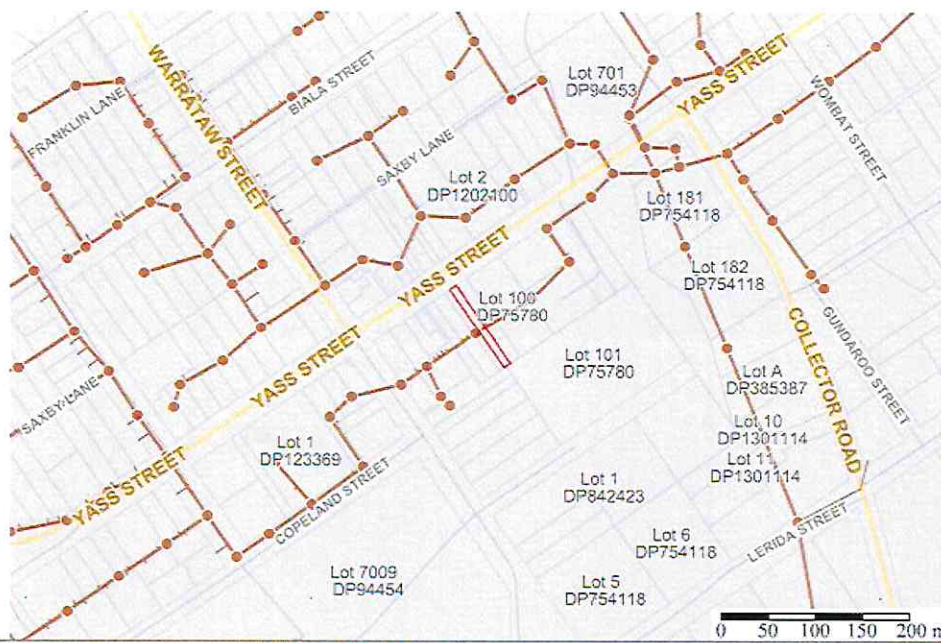 Lot 701
DP94453
YASS STREET
WARRATAW STREET
BIALA STREET
FRANKLIN LANE
WOMBAT STREET
SAXBY LANE
Lot 2
DP1202100
Lot 181
DP754118
YASS STREET
Lot 182
DP754118
Lot 100
DP75780
GUNDAROO STREET
COLLECTOR ROAD
YASS STREET
Lot 101
DP75780
Lot A
DP385387
SAXBY LANE
Lot 10
DP1301114
Lot 1
DP123369
Lot 11
DP1301114
YASS STREET
COPELAND STREET
Lot 1
DP842423
LERIDA STREET
Lot 6
DP754118
Lot 7009
DP94454
Lot 5
DP754118
0 50 100 150 200 m